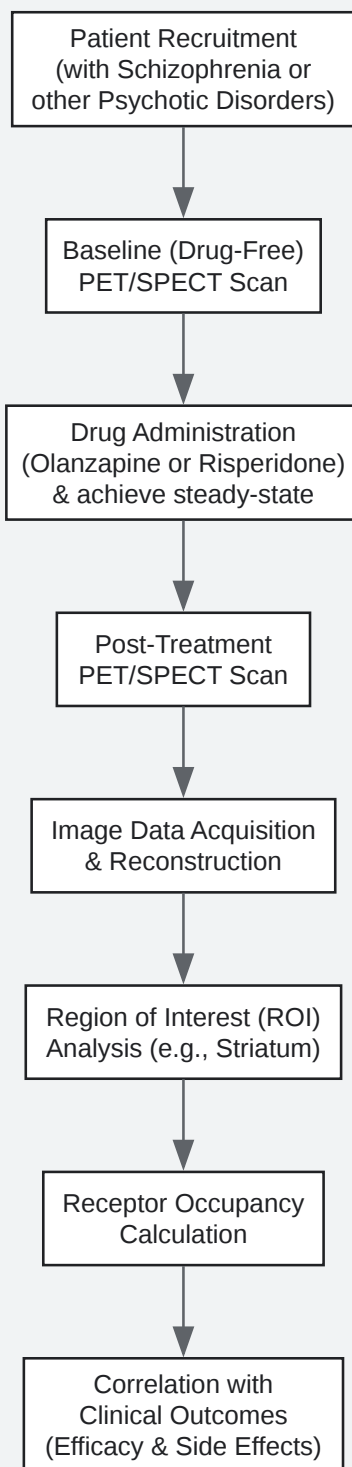 Patient Recruitment
(with Schizophrenia or
other Psychotic Disorders)
Baseline (Drug-Free)
PET/SPECT Scan
Drug Administration
(Olanzapine or Risperidone)
& achieve steady-state
Post-Treatment
PET/SPECT Scan
Image Data Acquisition
& Reconstruction
Region of Interest (ROI)
Analysis (e.g., Striatum)
Receptor Occupancy
Calculation
Correlation with
Clinical Outcomes
(Efficacy & Side Effects)